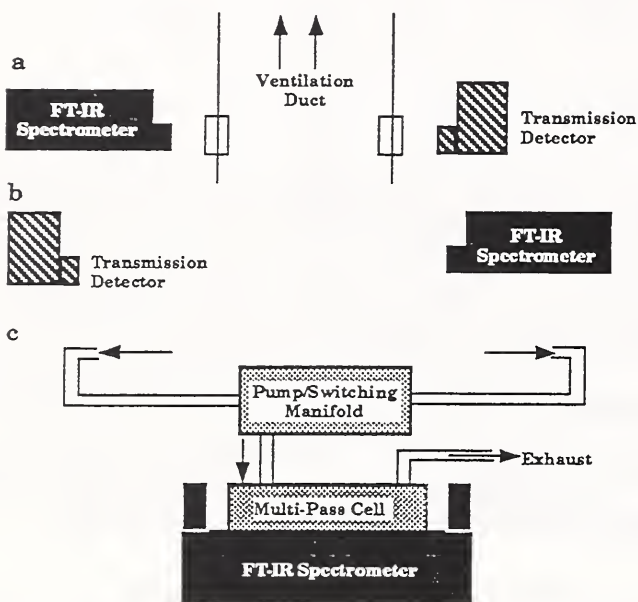 a
Ventilation
Duct
FT-IR
Spectrometer
Transmission
Detector
b
Transmission
Detector
FT-IR
Spectrometer
c
Pump/Switching
Manifold
Exhaust
Multi-Pass Cell
FT-IR Spectrometer